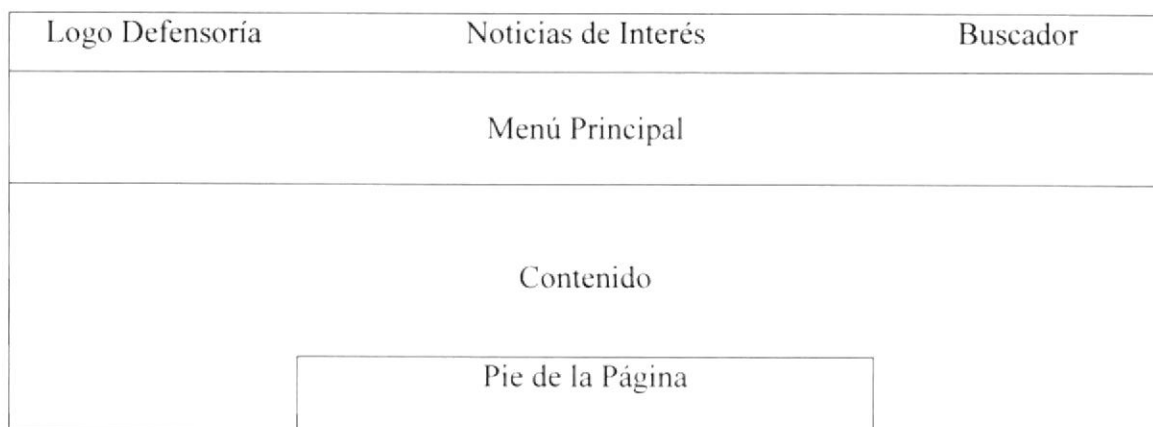 Logo Defensoría Noticias de Interés Buscador
Menú Principal
Contenido
Pie de la Página